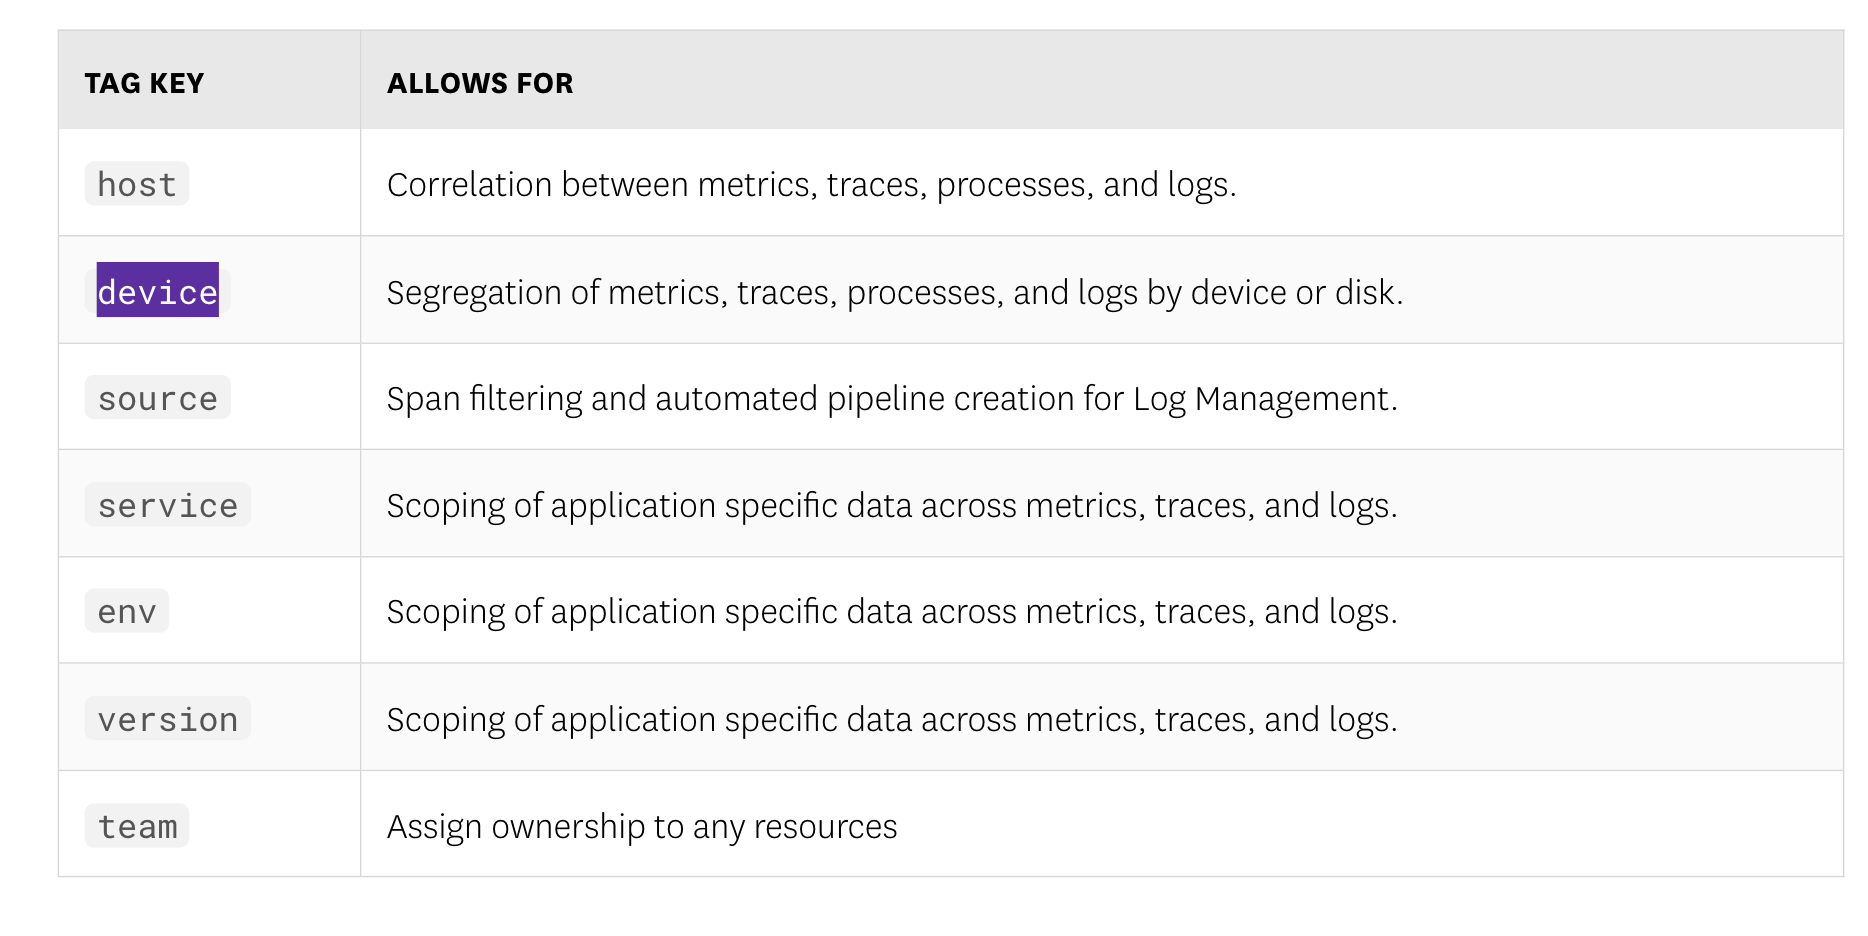 TAG KEY ALLOWS FOR
host Correlation between metrics, traces, processes, and logs.
device Segregation of metrics, traces, processes, and logs by device or disk.
source Span filtering and automated pipeline creation for Log Management.
service Scoping of application specific data across metrics, traces, and logs.
env Scoping of application specific data across metrics, traces, and logs.
version Scoping of application specific data across metrics, traces, and logs.
team Assign ownership to any resources